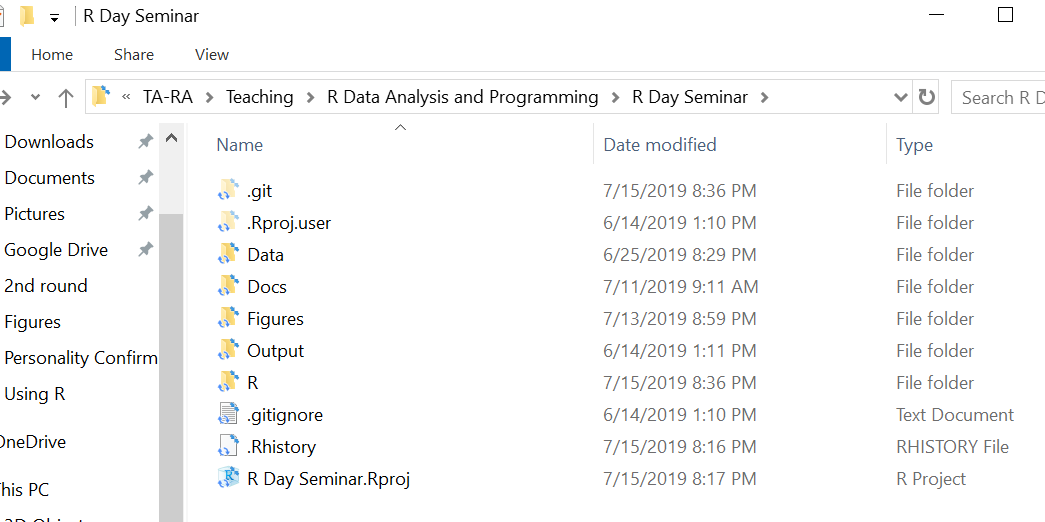 R Day Seminar
Home Share View
« TA-RA > Teaching > R Data Analysis and Programming > R Day Seminar >
Search R D
Downloads
Documents
Pictures
Google Drive
2nd round
Figures
Personality Confirm
Using R
OneDrive
This PC
3D Object
Name Date modified Type
.git 7/15/2019 8:36 PM File folder
.Rproj.user 6/14/2019 1:10 PM File folder
Data 6/25/2019 8:29 PM File folder
Docs 7/11/2019 9:11 AM File folder
Figures 7/13/2019 8:59 PM File folder
Output 6/14/2019 1:11 PM File folder
R 7/15/2019 8:36 PM File folder
.gitignore 6/14/2019 1:10 PM Text Document
.Rhistory 7/15/2019 8:16 PM RHISTORY File
R Day Seminar.Rproj 7/15/2019 8:17 PM R Project